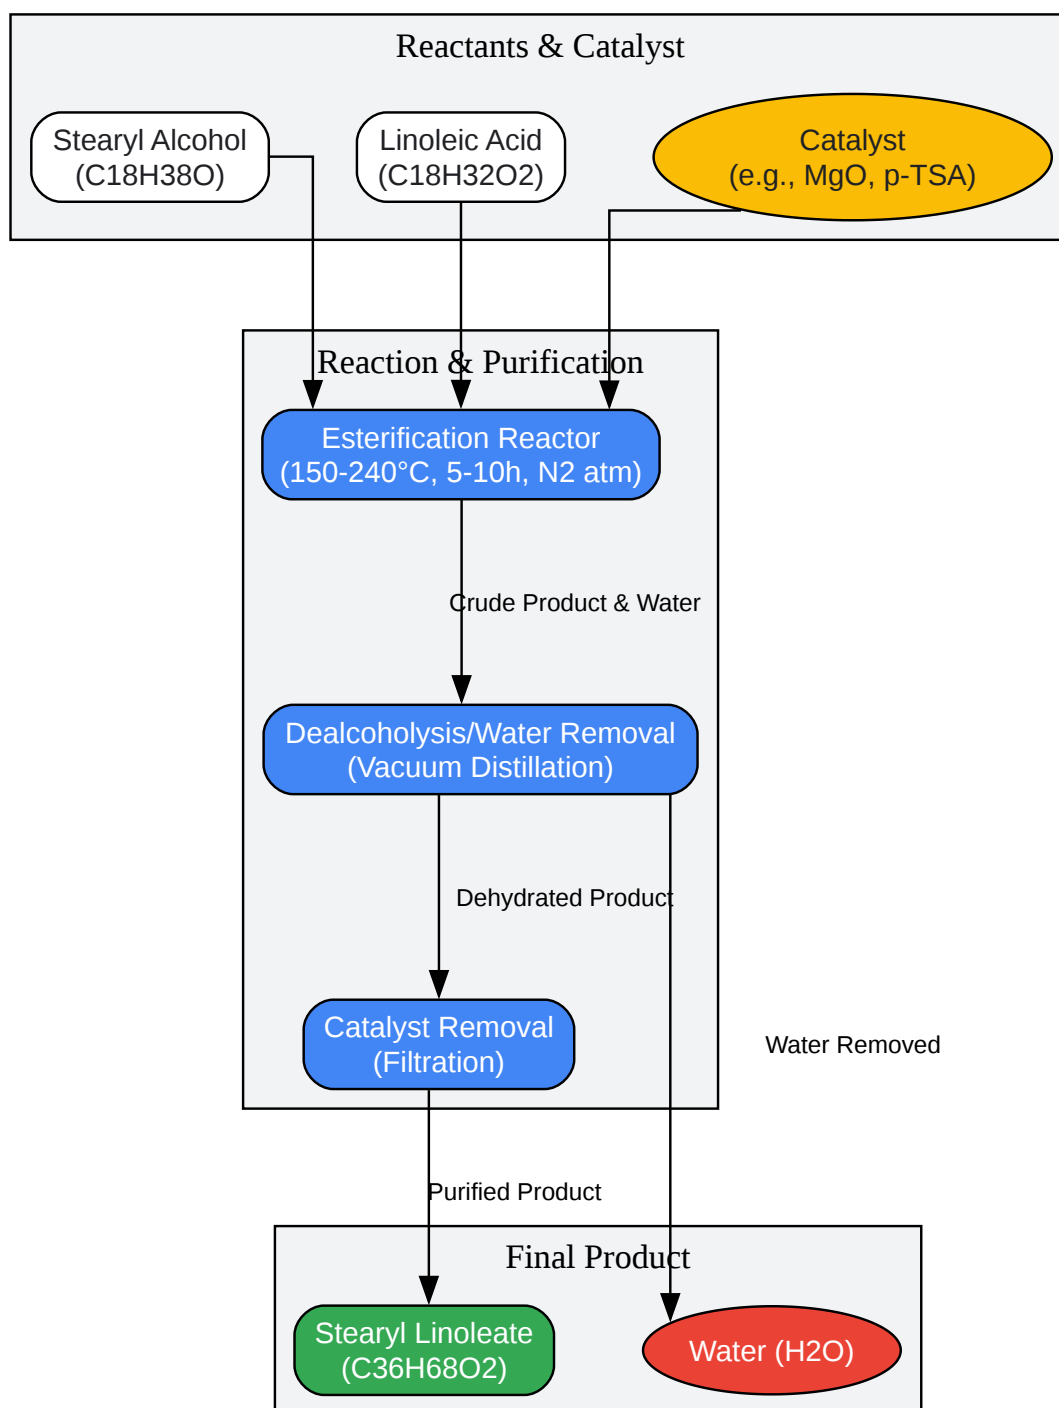 Reactants & Catalyst
Stearyl Alcohol
(C18H38O)
Linoleic Acid
(C18H32O2)
Catalyst
(e.g., MgO, p-TSA)
Reaction & Purification
Esterification Reactor
(150-240°C, 5-10h, N2 atm)
Crude Product & Water
Dealcoholysis/Water Removal
(Vacuum Distillation)
Dehydrated Product
Catalyst Removal
(Filtration)
Water Removed
Purified Product
Final Product
Stearyl Linoleate
(C36H68O2)
Water (H2O)